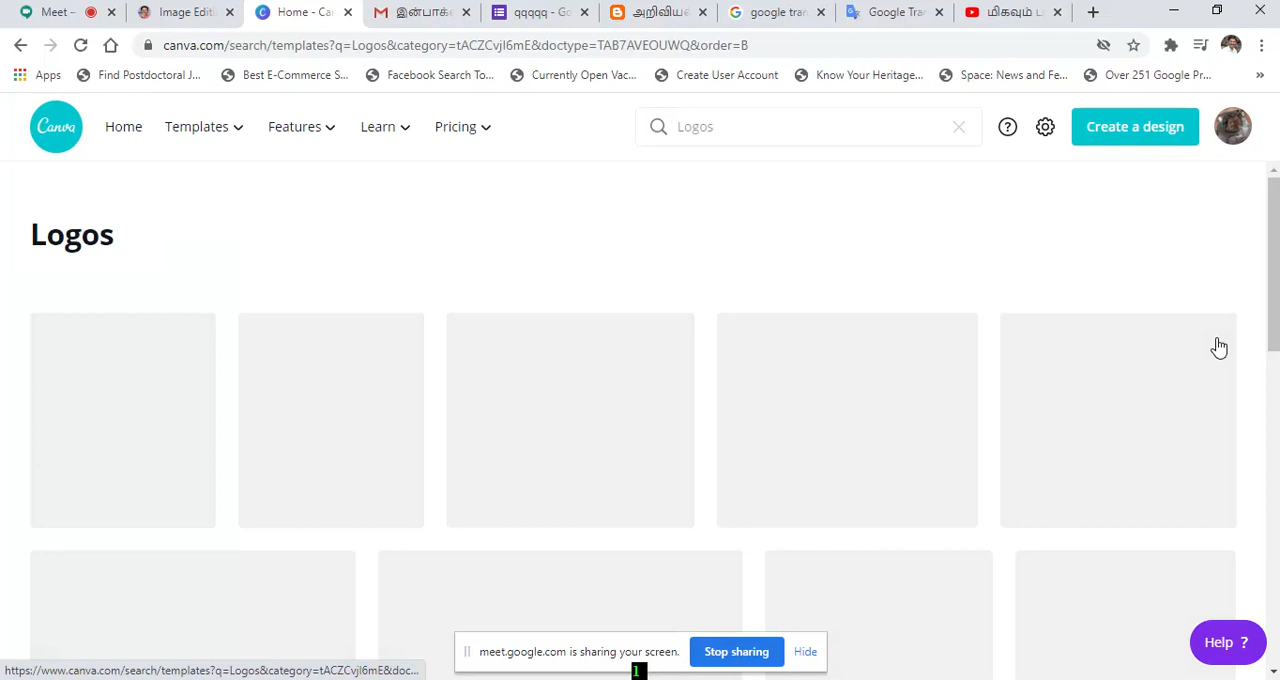 Meet –
Image Editi
Home - Ca
இன்பாக்
qqqqq - Go
அறிவிய
google tran
Google Tra
மிகவும் ப
canva.com/search/templates?q=Logos&category=tACZCvjI6mE&doctype=TAB7AVEOUWQ&order=B
Apps
Find Postdoctoral J...
Best E-Commerce S...
Facebook Search To...
Currently Open Vac...
Create User Account
Know Your Heritage...
Space: News and Fe...
Over 251 Google Pr...
»
Canva
Home
Templates
Features
Learn
Pricing
Logos
Create a design
Logos
meet.google.com is sharing your screen.
Stop sharing
Hide
1
Help ?
https://www.canva.com/search/templates?q=Logos&category=tACZCvjI6mE&doc...